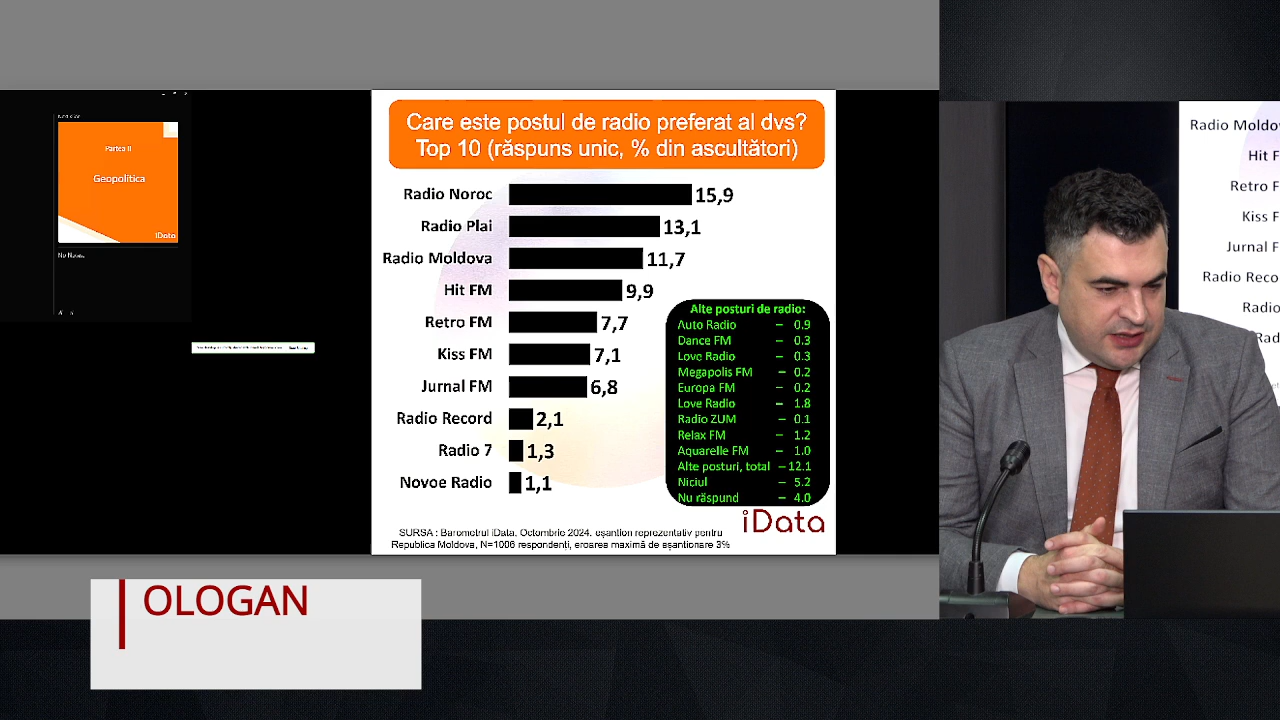 Partea II
Geopolitica
iData
No Notes.
Care este postul de radio preferat al dvs?
Top 10 (răspuns unic, % din ascultători)
Radio Noroc 15,9
Radio Plai 13,1
Radio Moldova 11,7
Hit FM 9,9
Retro FM 7,7
Kiss FM 7,1
Jurnal FM 6,8
Radio Record 2,1
Radio 7 1,3
Novoe Radio 1,1
Alte posturi de radio:
Auto Radio – 0.9
Dance FM – 0.3
Love Radio – 0.3
Megapolis FM – 0.2
Europa FM – 0.2
Love Radio – 1.8
Radio ZUM – 0.1
Relax FM – 1.2
Aquarelle FM – 1.0
Alte posturi, total – 12.1
Niciul – 5.2
Nu răspund – 4.0
iData
SURSA : Barometrul iData, Octombrie 2024, eșantion reprezentativ pentru
Republica Moldova, N=1006 respondenți, eroarea maximă de eșantionare 3%
Radio Moldov
Hit F
Retro F
Kiss F
Jurnal F
Radio Reco
Radio
Rad
OLOGAN